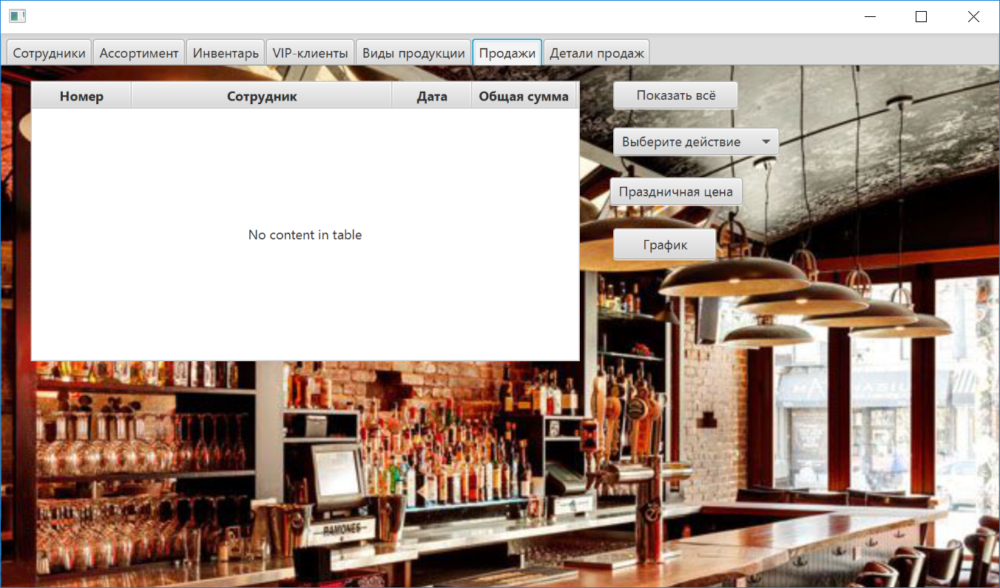 Сотрудники Ассортимент Инвентарь VIP-клиенты Виды продукции Продажи Детали продаж
Номер Сотрудник Дата Общая сумма
No content in table
Показать всё
Выберите действие
Праздничная цена
График
RAMONES